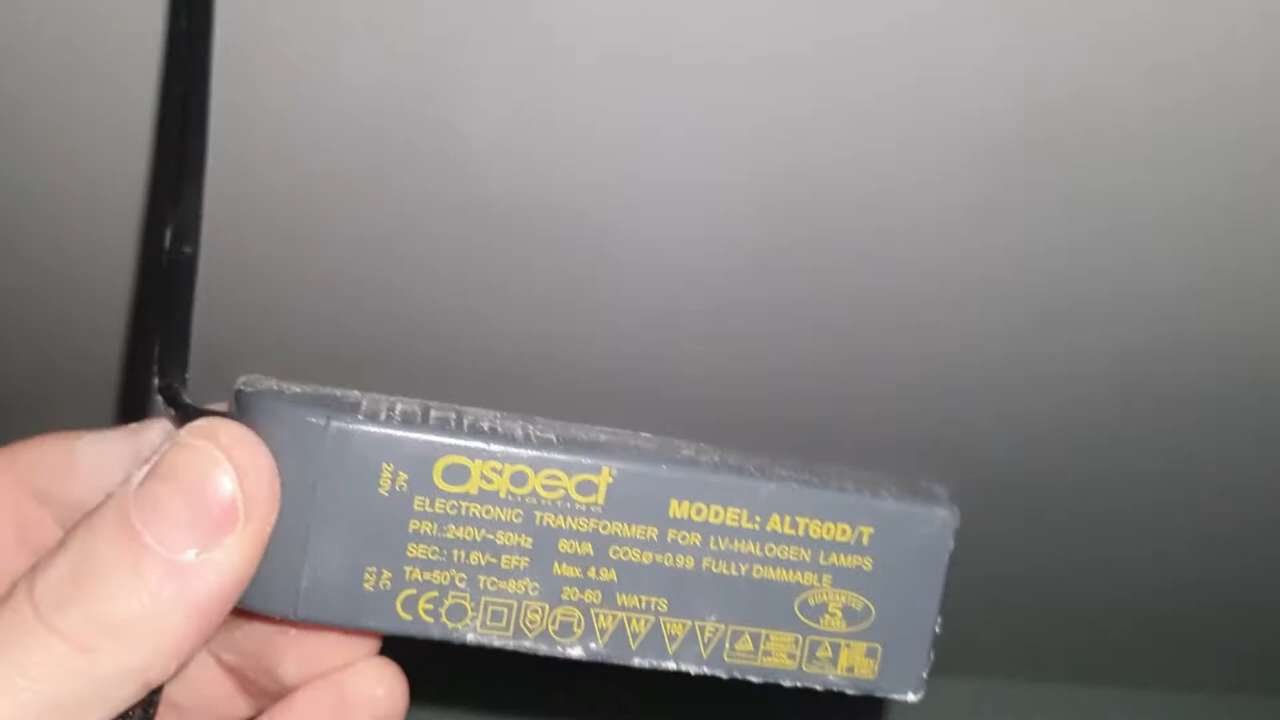 aspect
LIGHTING
AC
240V
MODEL: ALT60D/T
ELECTRONIC TRANSFORMER FOR LV-HALOGEN LAMPS
PRI.:240V~50Hz 60VA COSø=0.99 FULLY DIMMABLE
SEC.: 11.6V~ EFF Max. 4.9A
TA=50°C TC=85°C 20-60 WATTS
AC
12V
CE
M
M
F
GUARANTEE
5